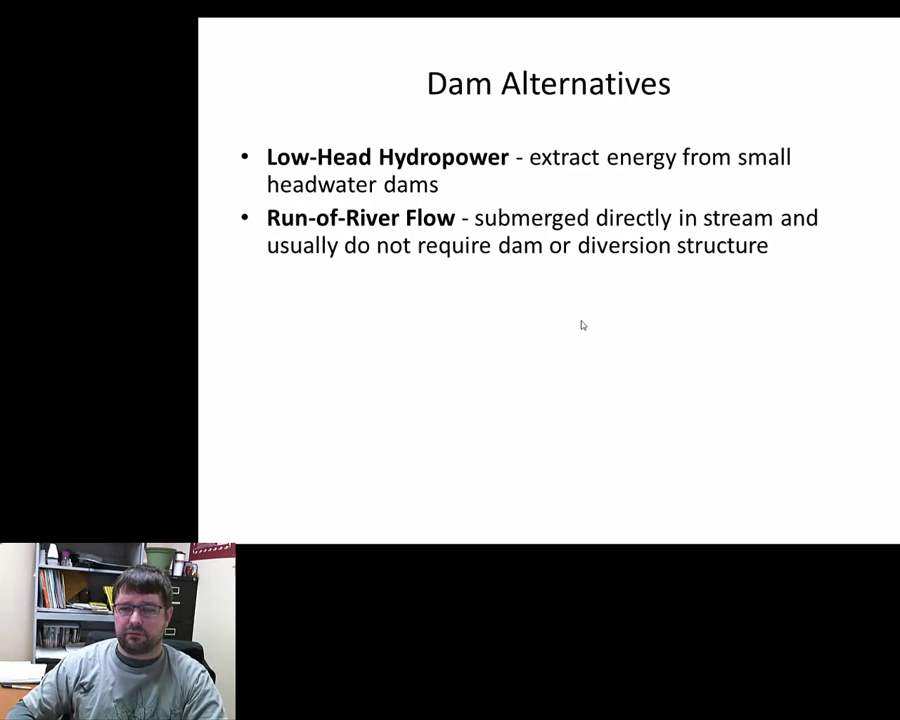 Dam Alternatives
• Low-Head Hydropower - extract energy from small
headwater dams
• Run-of-River Flow - submerged directly in stream and
usually do not require dam or diversion structure